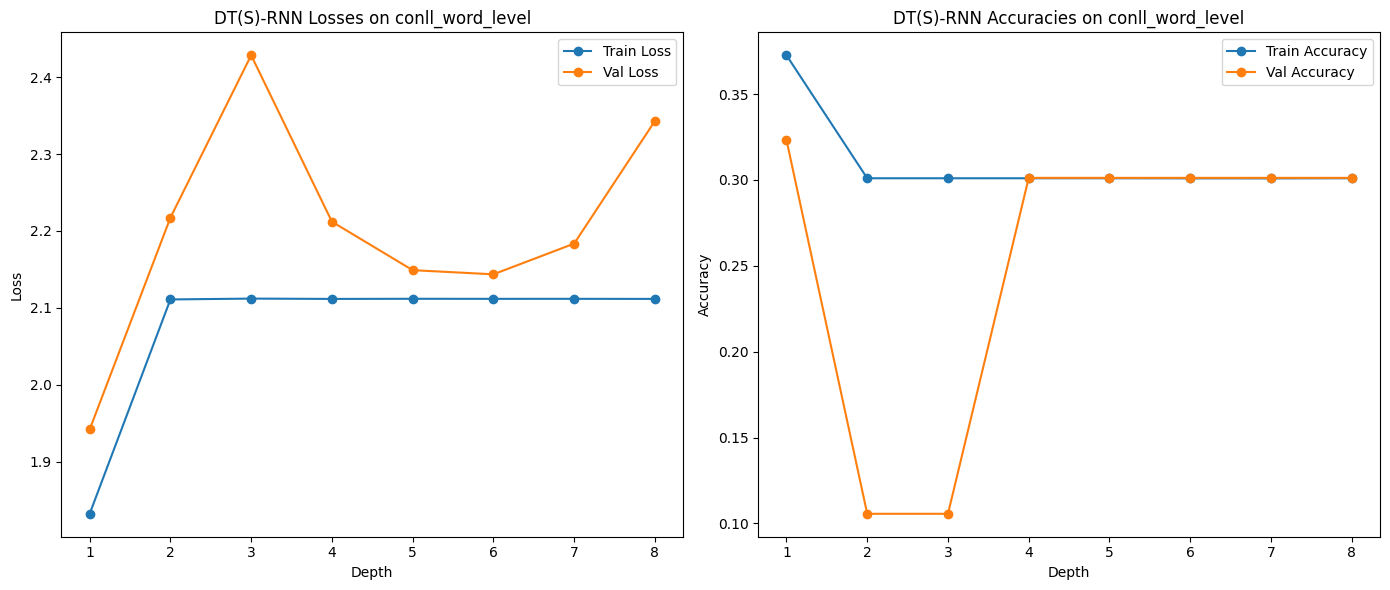 DT(S)-RNN Losses on conll_word_level
Train Loss
Val Loss
Loss
2.4
2.3
2.2
2.1
2.0
1.9
1 2 3 4 5 6 7 8
Depth
DT(S)-RNN Accuracies on conll_word_level
Train Accuracy
Val Accuracy
Accuracy
0.35
0.30
0.25
0.20
0.15
0.10
1 2 3 4 5 6 7 8
Depth